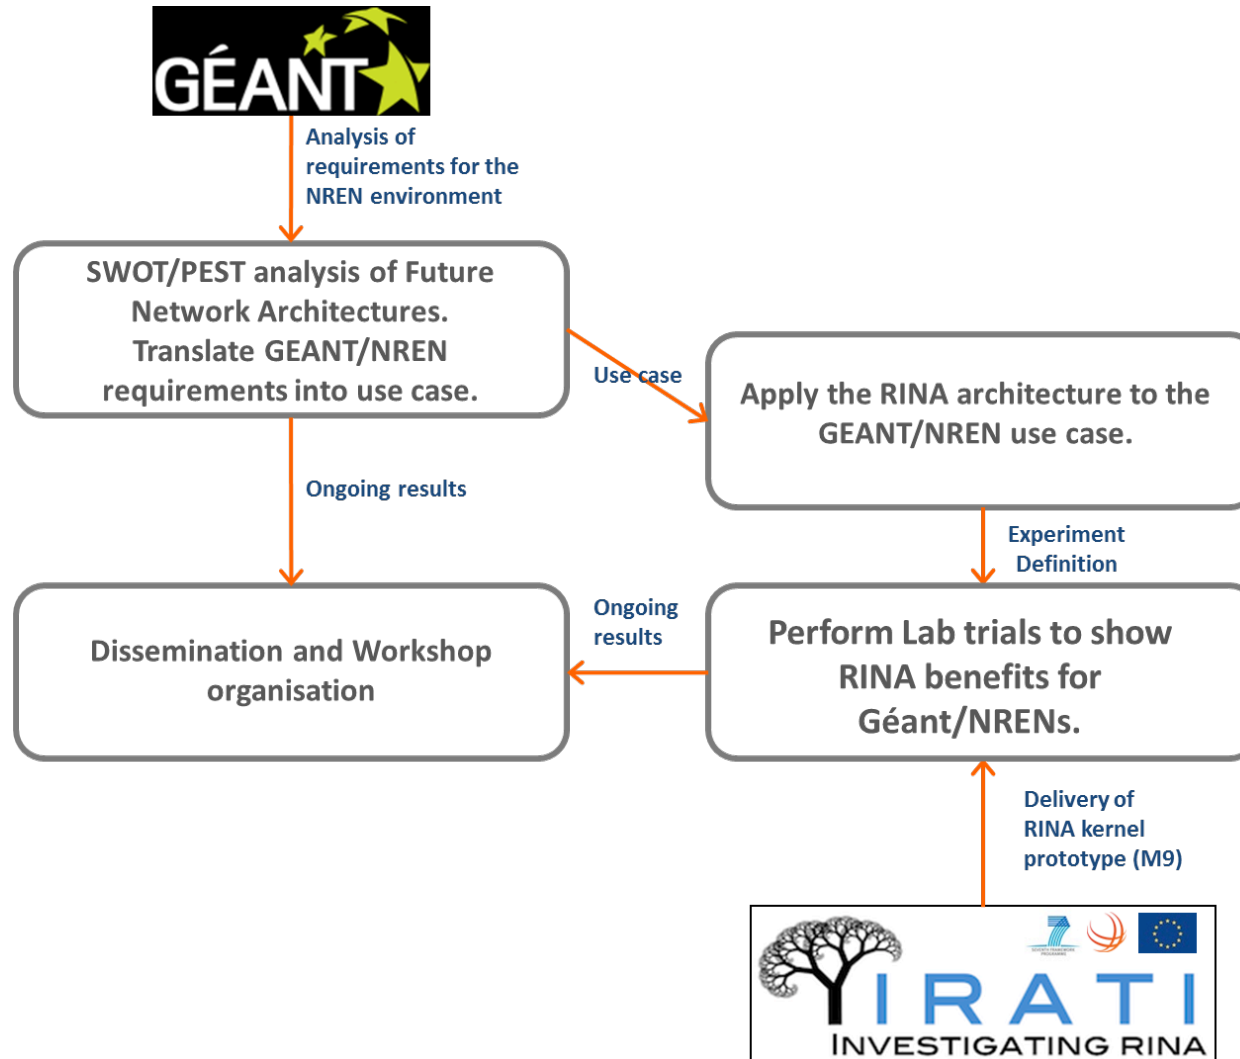 GÉANT
Analysis of
requirements for the
NREN environment
SWOT/PEST analysis of Future
Network Architectures.
Translate GEANT/NREN
requirements into use case.
Use case
Apply the RINA architecture to the
GEANT/NREN use case.
Ongoing results
Experiment
Definition
Dissemination and Workshop
organisation
Ongoing
results
Perform Lab trials to show
RINA benefits for
Géant/NRENs.
Delivery of
RINA kernel
prototype (M9)
SEVENTH FRAMEWORK
PROGRAMME
IRATI
INVESTIGATING RINA